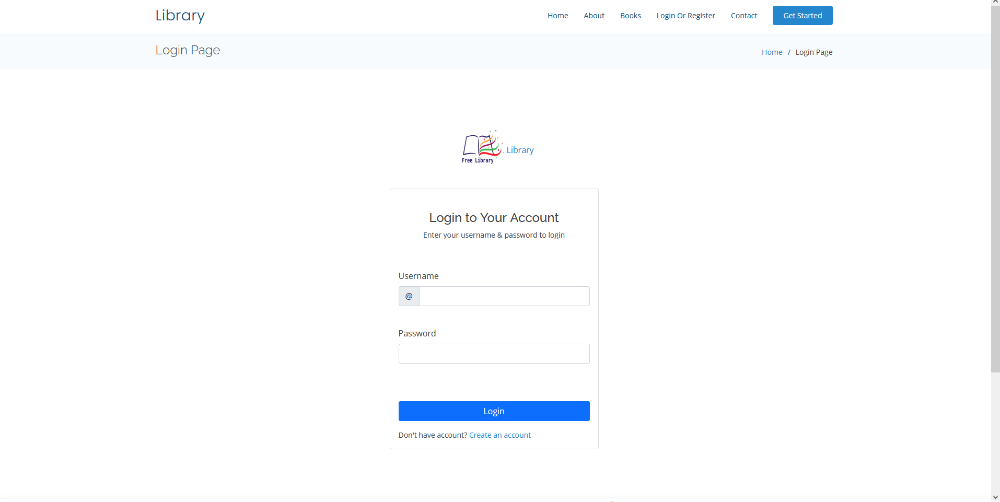 Library
Home About Books Login Or Register Contact Get Started
Login Page
Home / Login Page
Free Library
Library
Login to Your Account
Enter your username & password to login
Username
@
Password
Login
Don't have account? Create an account